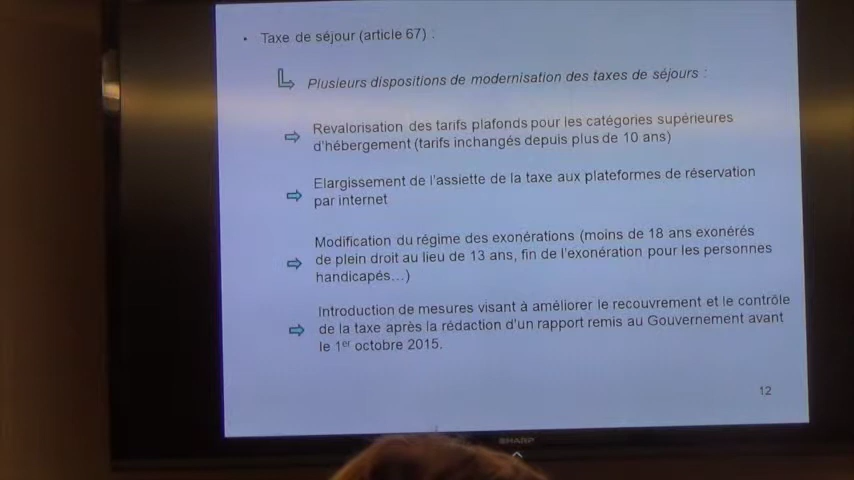 • Taxe de séjour (article 67) :
Plusieurs dispositions de modernisation des taxes de séjours :
Revalorisation des tarifs plafonds pour les catégories supérieures
d'hébergement (tarifs inchangés depuis plus de 10 ans)
Elargissement de l'assiette de la taxe aux plateformes de réservation
par internet
Modification du régime des exonérations (moins de 18 ans exonérés
de plein droit au lieu de 13 ans, fin de l'exonération pour les personnes
handicapés…)
Introduction de mesures visant à améliorer le recouvrement et le contrôle
de la taxe après la rédaction d'un rapport remis au Gouvernement avant
le 1er octobre 2015.
12
SHARP